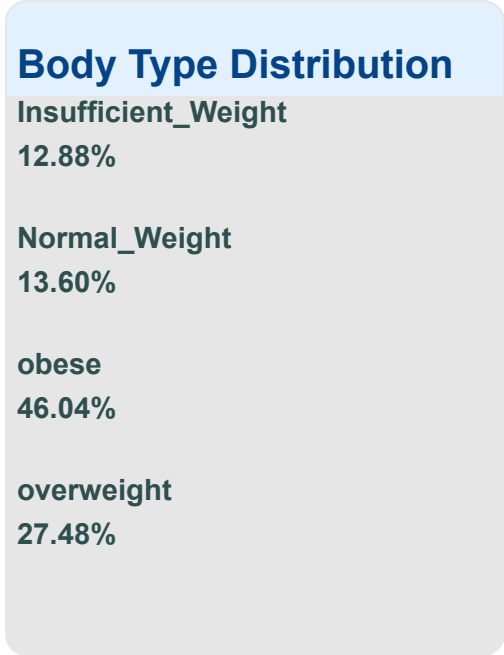 Body Type Distribution
Insufficient_Weight
12.88%
Normal_Weight
13.60%
obese
46.04%
overweight
27.48%